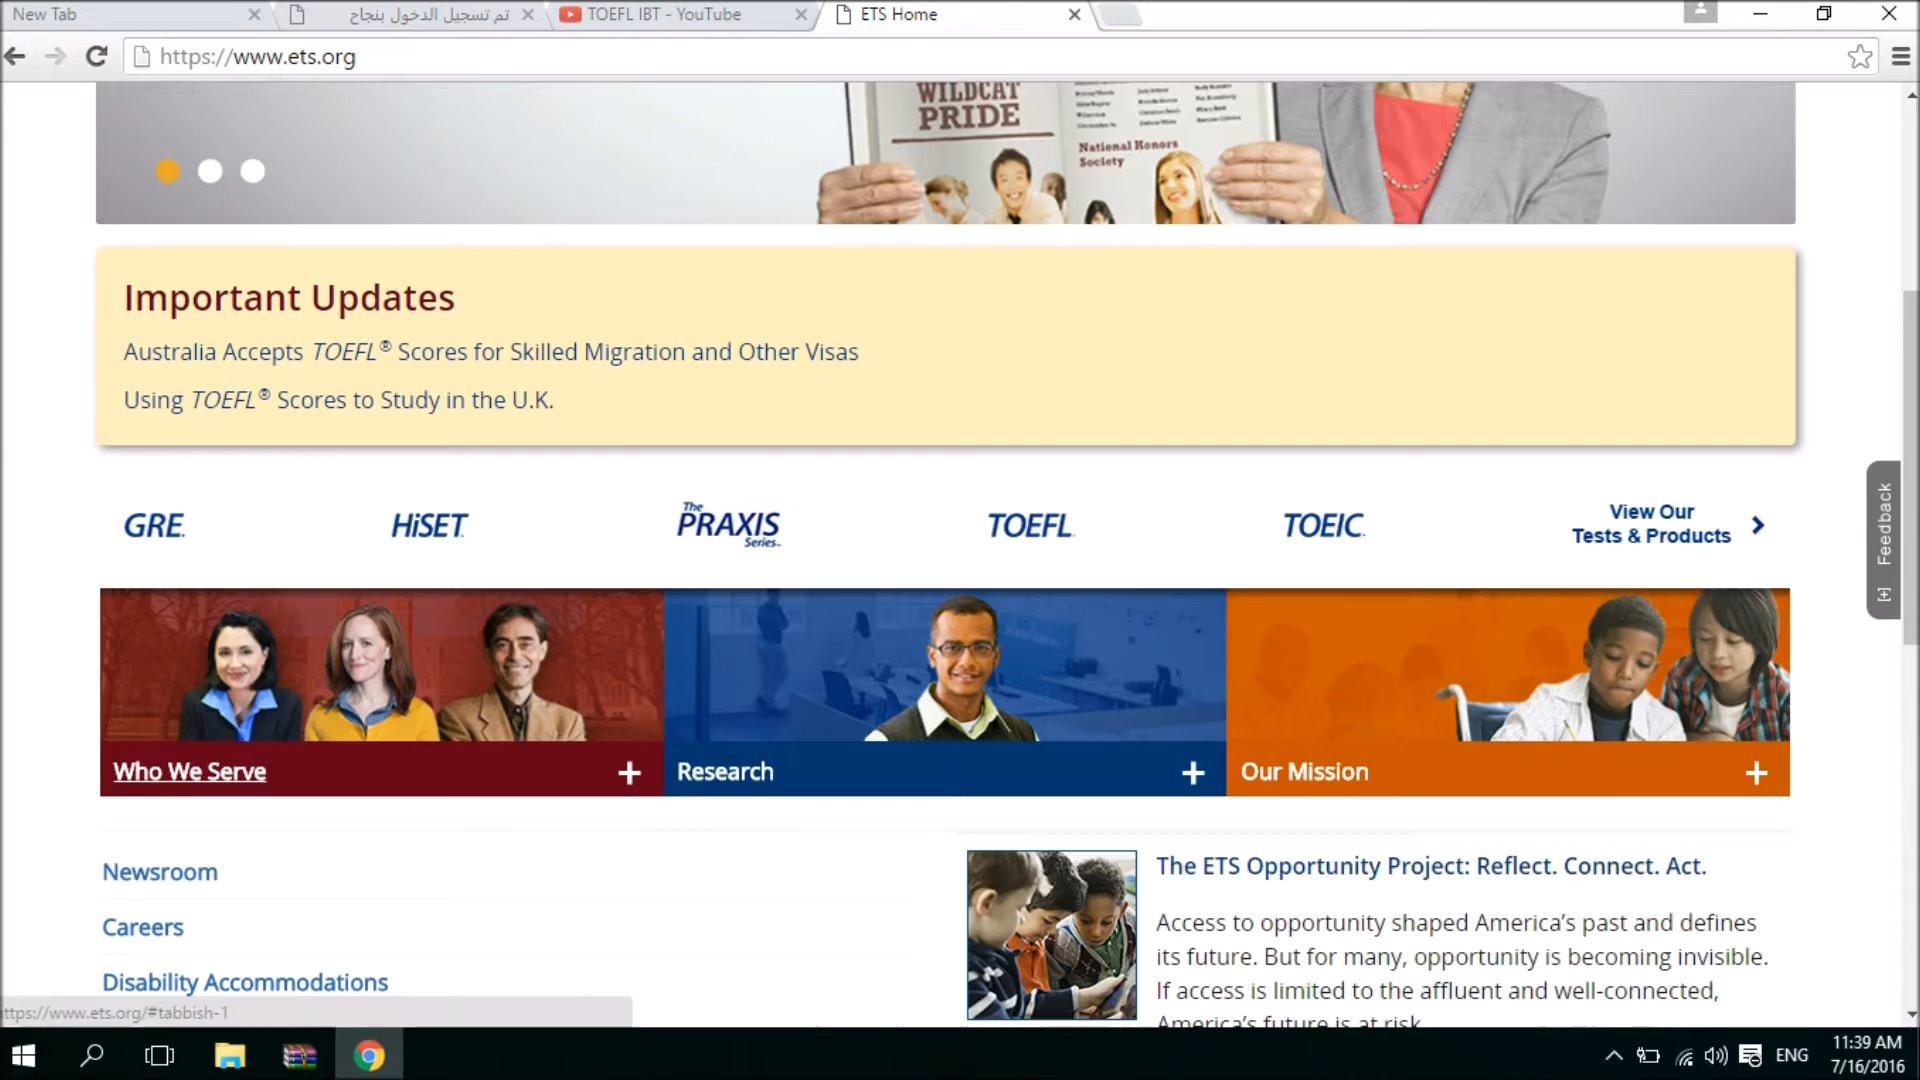 New Tab
تم تسجيل الدخول بنجاح
TOEFL IBT - YouTube
ETS Home
https://www.ets.org
WILDCAT
PRIDE
National Honors
Society
Important Updates
Australia Accepts TOEFL® Scores for Skilled Migration and Other Visas
Using TOEFL® Scores to Study in the U.K.
GRE.
HiSET.
The
PRAXIS
Series™
TOEFL.
TOEIC.
View Our
Tests & Products
[+] Feedback
Who We Serve
Research
Our Mission
Newsroom
Careers
Disability Accommodations
The ETS Opportunity Project: Reflect. Connect. Act.
Access to opportunity shaped America’s past and defines
its future. But for many, opportunity is becoming invisible.
If access is limited to the affluent and well-connected,
America’s future is at risk.
ttps://www.ets.org/#tabbish-1
ENG
11:39 AM
7/16/2016